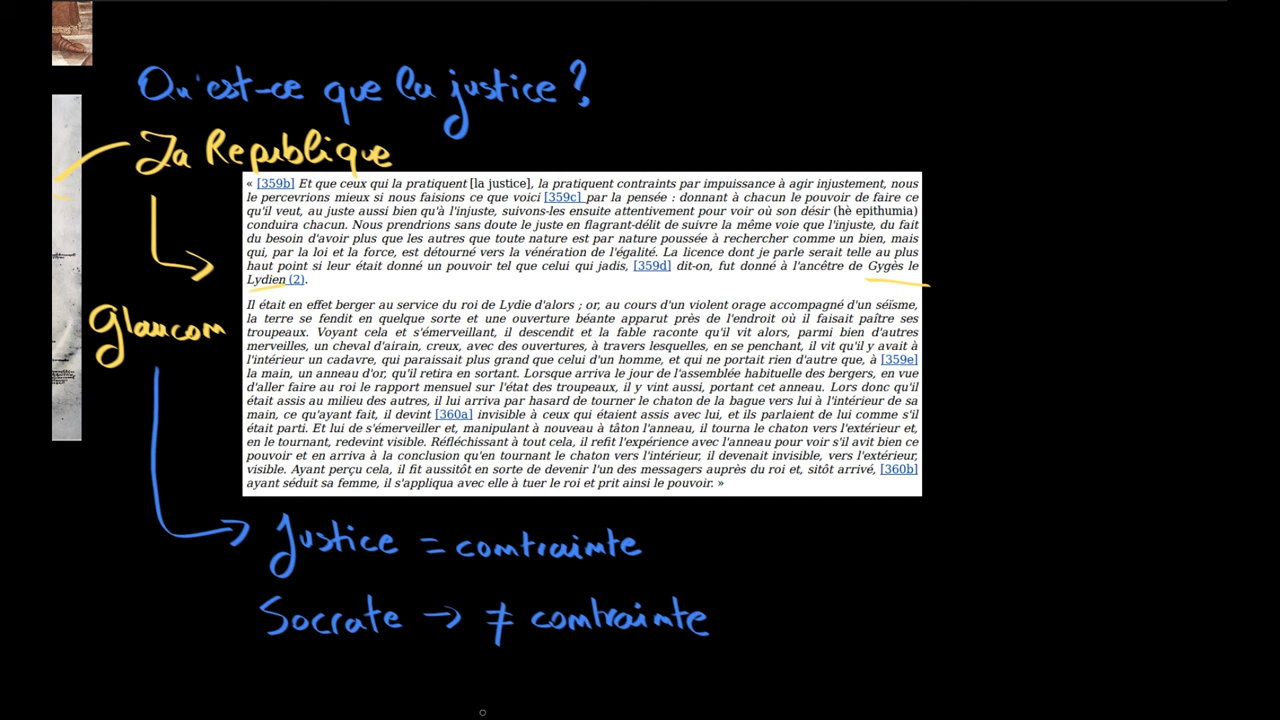 Qu'est-ce que la justice ?
La Republique
« [359b] Et que ceux qui la pratiquent [la justice], la pratiquent contraints par impuissance à agir injustement, nous
le percevrions mieux si nous faisions ce que voici [359c] par la pensée : donnant à chacun le pouvoir de faire ce
qu'il veut, au juste aussi bien qu'à l'injuste, suivons-les ensuite attentivement pour voir où son désir (hè epithumia)
conduira chacun. Nous prendrions sans doute le juste en flagrant-délit de suivre la même voie que l'injuste, du fait
du besoin d'avoir plus que les autres que toute nature est par nature poussée à rechercher comme un bien, mais
qui, par la loi et la force, est détourné vers la vénération de l'égalité. La licence dont je parle serait telle au plus
haut point si leur était donné un pouvoir tel que celui qui jadis, [359d] dit-on, fut donné à l'ancêtre de Gygès le
Lydien (2).
Il était en effet berger au service du roi de Lydie d'alors ; or, au cours d'un violent orage accompagné d'un séïsme,
la terre se fendit en quelque sorte et une ouverture béante apparut près de l'endroit où il faisait paître ses
troupeaux. Voyant cela et s'émerveillant, il descendit et la fable raconte qu'il vit alors, parmi bien d'autres
merveilles, un cheval d'airain, creux, avec des ouvertures, à travers lesquelles, en se penchant, il vit qu'il y avait à
l'intérieur un cadavre, qui paraissait plus grand que celui d'un homme, et qui ne portait rien d'autre que, à [359e]
la main, un anneau d'or, qu'il retira en sortant. Lorsque arriva le jour de l'assemblée habituelle des bergers, en vue
d'aller faire au roi le rapport mensuel sur l'état des troupeaux, il y vint aussi, portant cet anneau. Lors donc qu'il
était assis au milieu des autres, il lui arriva par hasard de tourner le chaton de la bague vers lui à l'intérieur de sa
main, ce qu'ayant fait, il devint [360a] invisible à ceux qui étaient assis avec lui, et ils parlaient de lui comme s'il
était parti. Et lui de s'émerveiller et, manipulant à nouveau à tâton l'anneau, il tourna le chaton vers l'extérieur et,
en le tournant, redevint visible. Réfléchissant à tout cela, il refit l'expérience avec l'anneau pour voir s'il avit bien ce
pouvoir et en arriva à la conclusion qu'en tournant le chaton vers l'intérieur, il devenait invisible, vers l'extérieur,
visible. Ayant perçu cela, il fit aussitôt en sorte de devenir l'un des messagers auprès du roi et, sitôt arrivé, [360b]
ayant séduit sa femme, il s'appliqua avec elle à tuer le roi et prit ainsi le pouvoir. »
Glaucon
Justice = contrainte
Socrate → ≠ contrainte